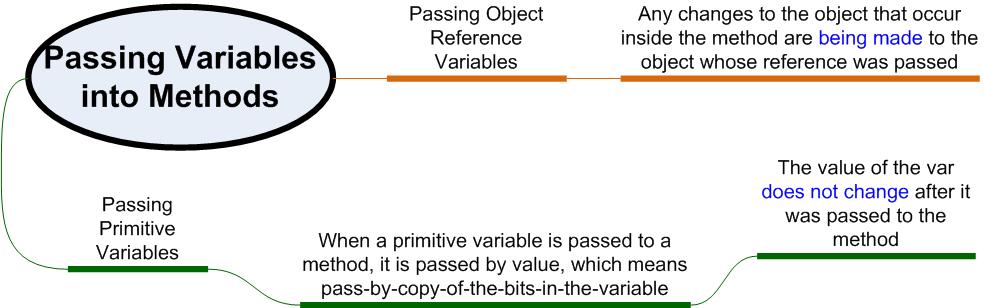 Passing Variables
into Methods
Passing Object
Reference
Variables
Any changes to the object that occur
inside the method are being made to the
object whose reference was passed
Passing
Primitive
Variables
When a primitive variable is passed to a
method, it is passed by value, which means
pass-by-copy-of-the-bits-in-the-variable
The value of the var
does not change after it
was passed to the
method